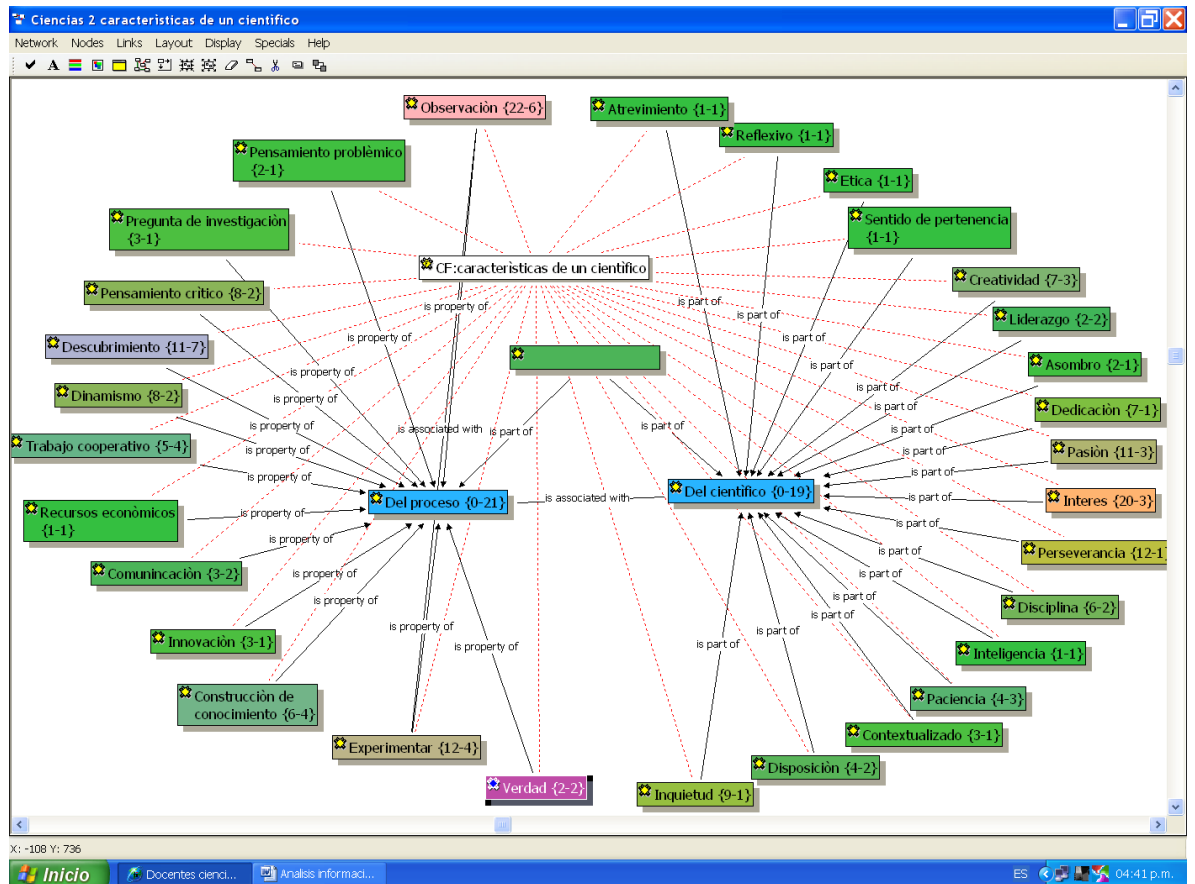 Ciencias 2 caracteristicas de un cientifico
Network Nodes Links Layout Display Specials Help
Observaciòn {22-6}
Atrevimiento {1-1}
Reflexivo {1-1}
Pensamiento problèmico
{2-1}
Etica {1-1}
Pregunta de investigaciòn
{3-1}
Sentido de pertenencia
{1-1}
CF:caracterìsticas de un cientìfico
Creatividad {7-3}
Pensamiento crìtico {8-2}
is property of
is part of
is part of
Liderazgo {2-2}
is property of
is part of
Descubrimiento {11-7}
is part of
Asombro {2-1}
is property of
is part of
Dinamismo {8-2}
is property of
is part of
Dedicaciòn {7-1}
is property of
is associated with
is part of
is part of
is part of
Trabajo cooperativo {5-4}
is property of
is part of
Pasiòn {11-3}
is property of
is part of
Del proceso {0-21}
is associated with
Del cientìfico {0-19}
is part of
Interes {20-3}
Recursos econòmicos
{1-1}
is property of
is part of
is property of
is part of
Perseverancia {12-1}
Comunincaciòn {3-2}
is property of
is part of
is part of
is property of
is part of
Disciplina {6-2}
is property of
is part of
Innovaciòn {3-1}
is property of
is part of
Inteligencia {1-1}
Construcciòn de
conocimiento {6-4}
Paciencia {4-3}
Contextualizado {3-1}
Experimentar {12-4}
Disposiciòn {4-2}
Verdad {2-2}
Inquietud {9-1}
X: -108 Y: 736
Inicio
Docentes cienci...
Analisis informaci...
ES
04:41 p.m.